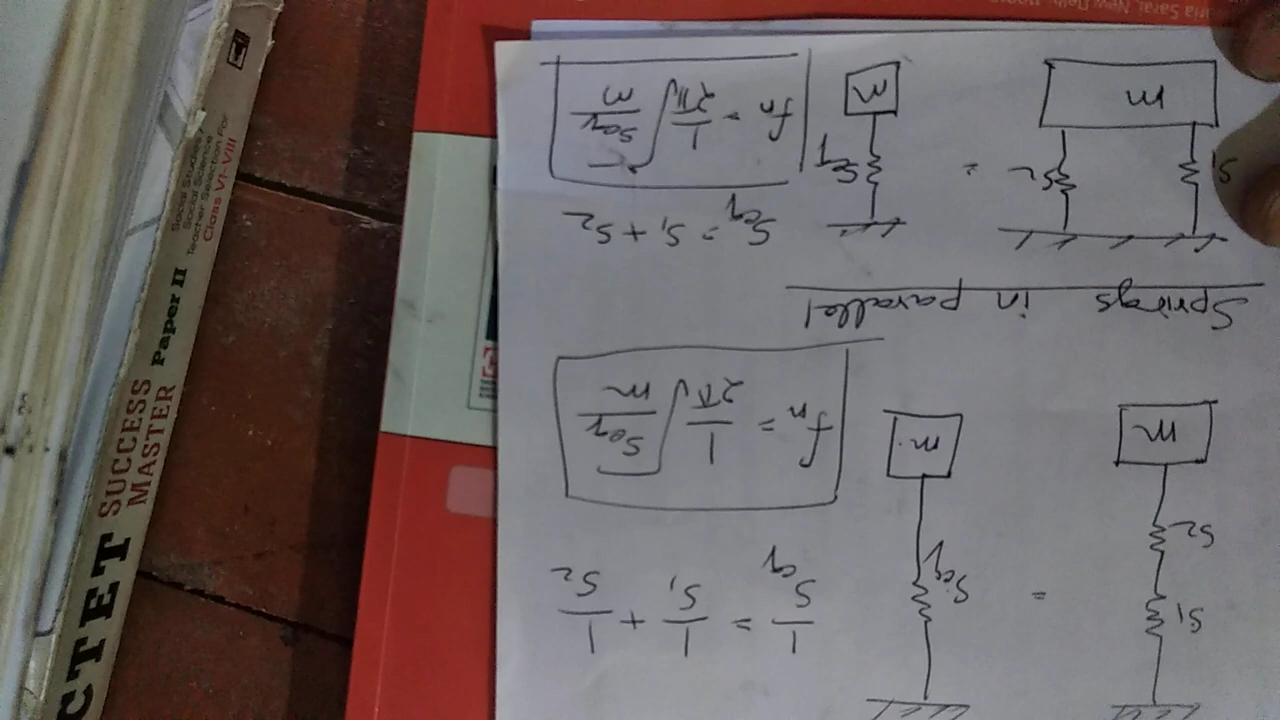 S1
S2
m
=
Seq
m
1/Seq = 1/S1 + 1/S2
fn = 1/2π √Seq/m
Springs in parallel
S1
S2
m
=
Seq
m
Seq = S1 + S2
fn = 1/2π √Seq/m
CTET SUCCESS MASTER Paper II
Social Studies /
Social Science
Teacher Selection For
Class VI-VIII